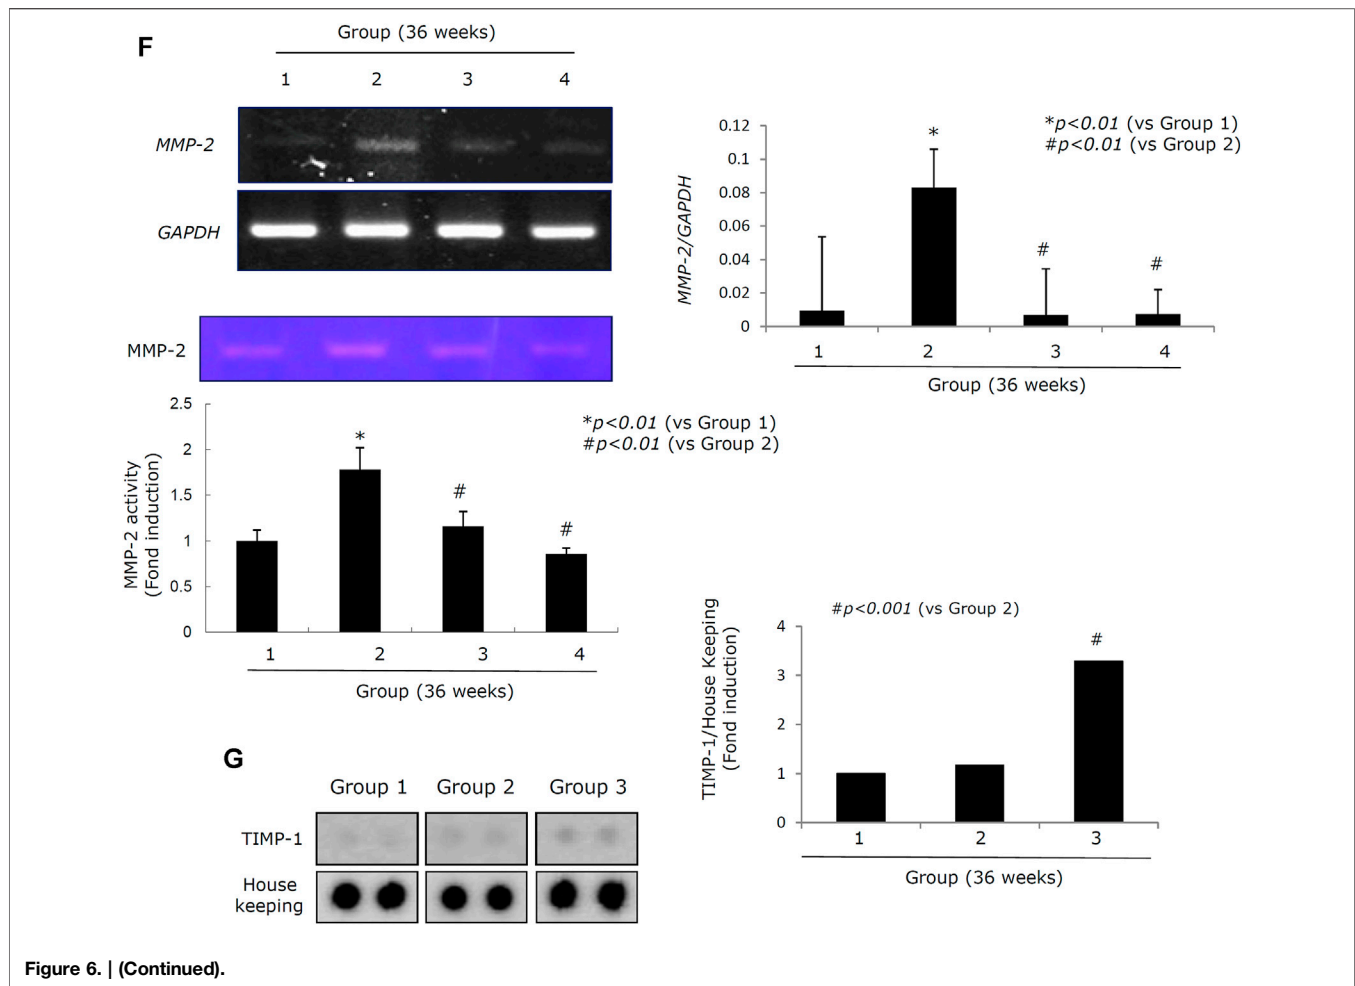 F
Group (36 weeks)
1 2 3 4
MMP-2
GAPDH
MMP-2
MMP-2/GAPDH
0.12
0.1
0.08
0.06
0.04
0.02
0
*p<0.01 (vs Group 1)
#p<0.01 (vs Group 2)
*
#
#
1 2 3 4
Group (36 weeks)
MMP-2 activity
(Fond induction)
2.5
2
1.5
1
0.5
0
*p<0.01 (vs Group 1)
#p<0.01 (vs Group 2)
*
#
#
1 2 3 4
Group (36 weeks)
G
Group 1 Group 2 Group 3
TIMP-1
House
keeping
TIMP-1/House Keeping
(Fond induction)
#p<0.001 (vs Group 2)
4
3
2
1
0
#
1 2 3
Group (36 weeks)
Figure 6. | (Continued).